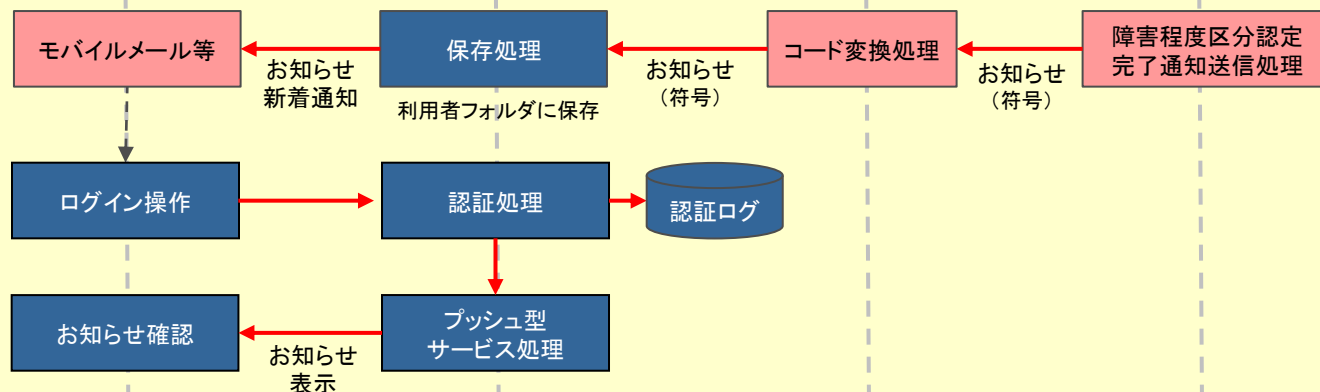 モバイルメール等
お知らせ
新着通知
保存処理
利用者フォルダに保存
お知らせ
（符号）
コード変換処理
お知らせ
（符号）
障害程度区分認定
完了通知送信処理
ログイン操作
認証処理
認証ログ
お知らせ確認
お知らせ
表示
プッシュ型
サービス処理